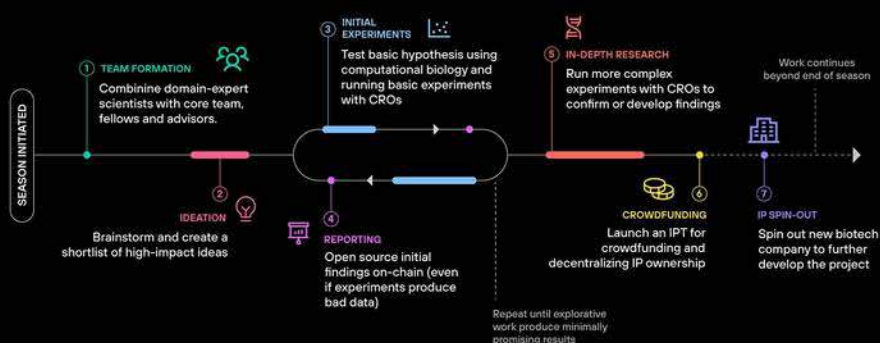 SEASON INITIATED
1
TEAM FORMATION
Combinine domain-expert
scientists with core team,
fellows and advisors.
2
IDEATION
Brainstorm and create a
shortlist of high-impact ideas
3
INITIAL
EXPERIMENTS
Test basic hypothesis using
computational biology and
running basic experiments
with CROs
4
REPORTING
Open source initial
findings on-chain (even
if experiments produce
bad data)
Repeat until explorative
work produce minimally
promising results
5
IN-DEPTH RESEARCH
Run more complex
experiments with CROs to
confirm or develop findings
6
CROWDFUNDING
Launch an IPT for
crowdfunding and
decentralizing IP ownership
7
IP SPIN-OUT
Spin out new biotech
company to further
develop the project
Work continues
beyond end of season